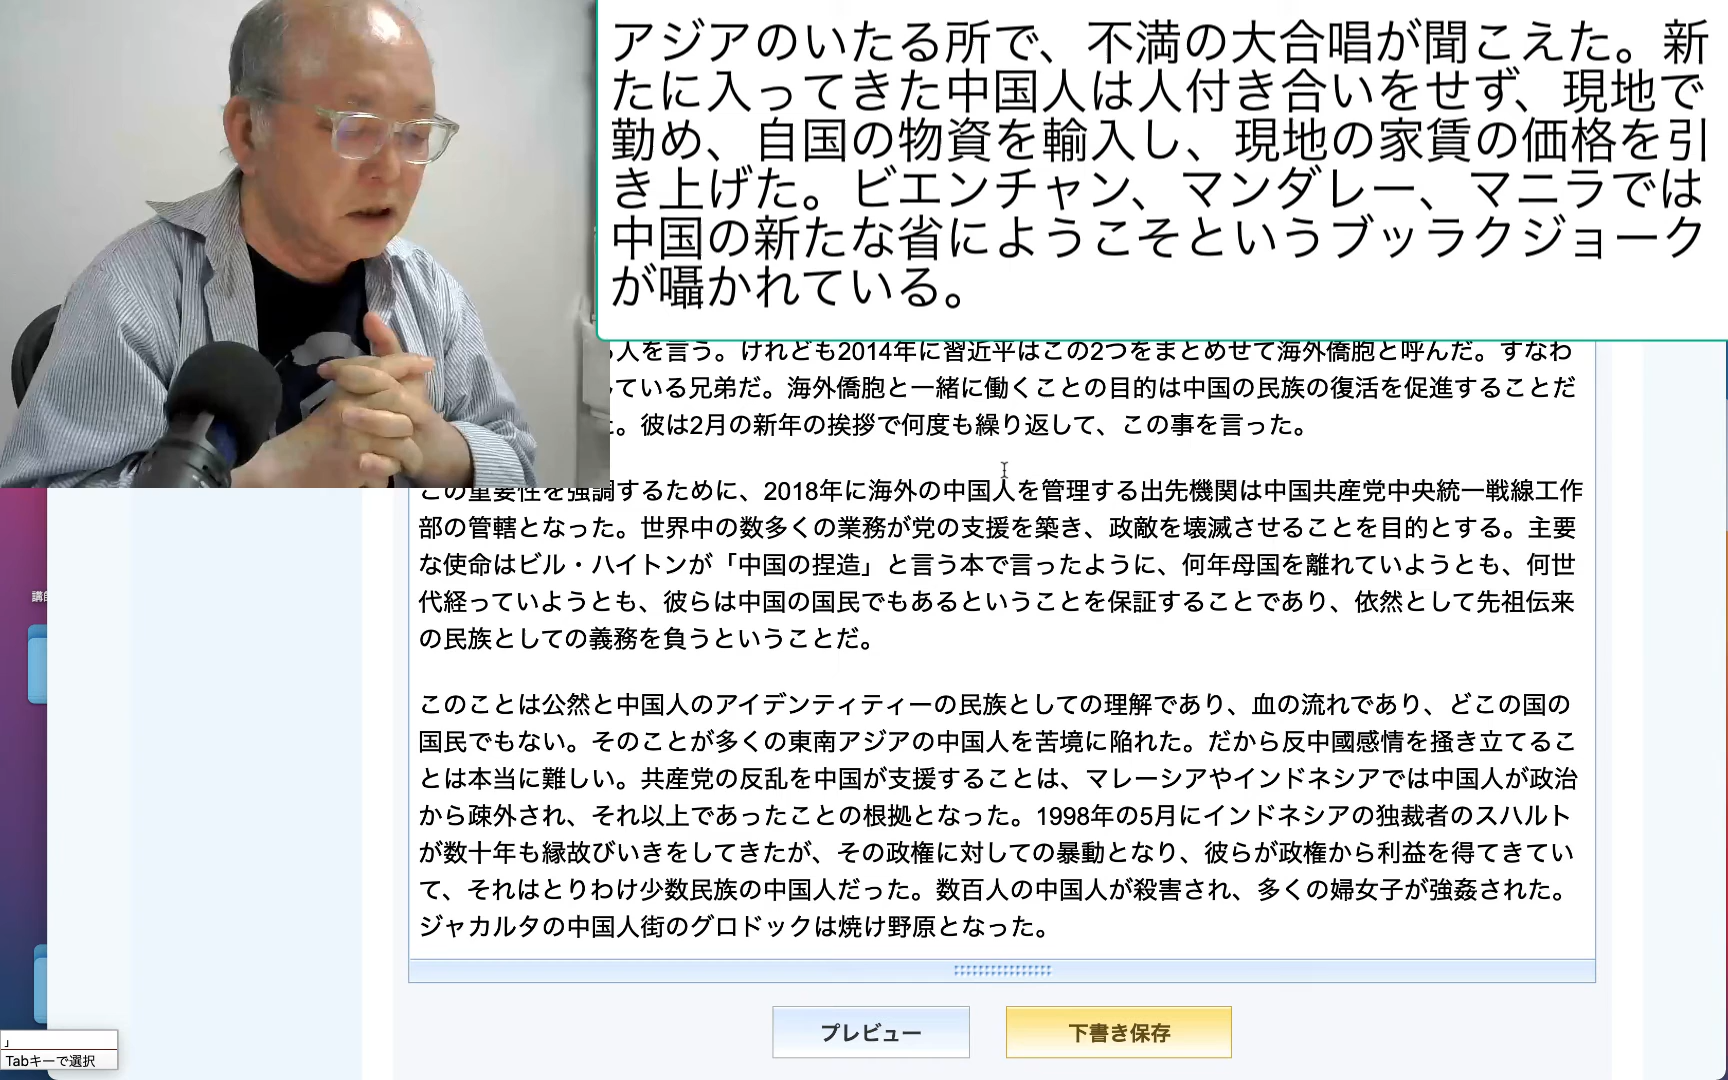 アジアのいたる所で、不満の大合唱が聞こえた。新
たに入ってきた中国人は人付き合いをせず、現地で
勤め、自国の物資を輸入し、現地の家賃の価格を引
き上げた。ビエンチャン、マンダレー、マニラでは
中国の新たな省にようこそというブッラクジョーク
が囁かれている。
人を言う。けれども2014年に習近平はこの2つをまとめせて海外僑胞と呼んだ。すなわ
ている兄弟だ。海外僑胞と一緒に働くことの目的は中国の民族の復活を促進することだ
。彼は2月の新年の挨拶で何度も繰り返して、この事を言った。
この重要性を強調するために、2018年に海外の中国人を管理する出先機関は中国共産党中央統一戦線工作
部の管轄となった。世界中の数多くの業務が党の支援を築き、政敵を壊滅させることを目的とする。主要
な使命はビル・ハイトンが「中国の捏造」と言う本で言ったように、何年母国を離れていようとも、何世
代経っていようとも、彼らは中国の国民でもあるということを保証することであり、依然として先祖伝来
の民族としての義務を負うということだ。
このことは公然と中国人のアイデンティティーの民族としての理解であり、血の流れであり、どこの国の
国民でもない。そのことが多くの東南アジアの中国人を苦境に陥れた。だから反中國感情を掻き立てるこ
とは本当に難しい。共産党の反乱を中国が支援することは、マレーシアやインドネシアでは中国人が政治
から疎外され、それ以上であったことの根拠となった。1998年の5月にインドネシアの独裁者のスハルト
が数十年も縁故びいきをしてきたが、その政権に対しての暴動となり、彼らが政権から利益を得てきてい
て、それはとりわけ少数民族の中国人だった。数百人の中国人が殺害され、多くの婦女子が強姦された。
ジャカルタの中国人街のグロドックは焼け野原となった。
プレビュー
下書き保存
」
Tabキーで選択